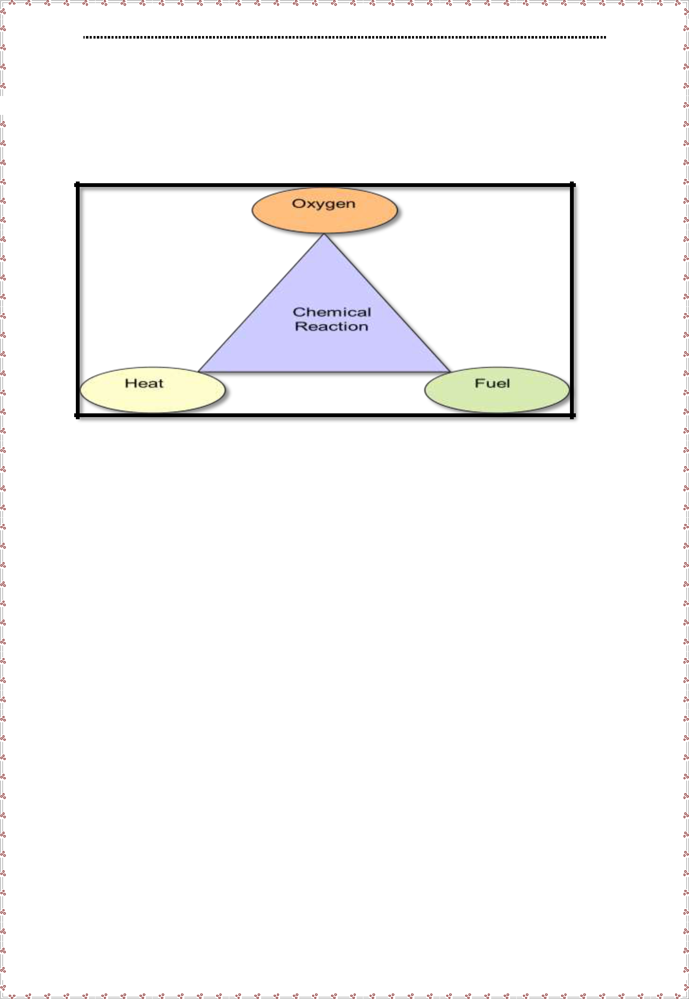 Oxygen
Chemical
Reaction
Heat
Fuel